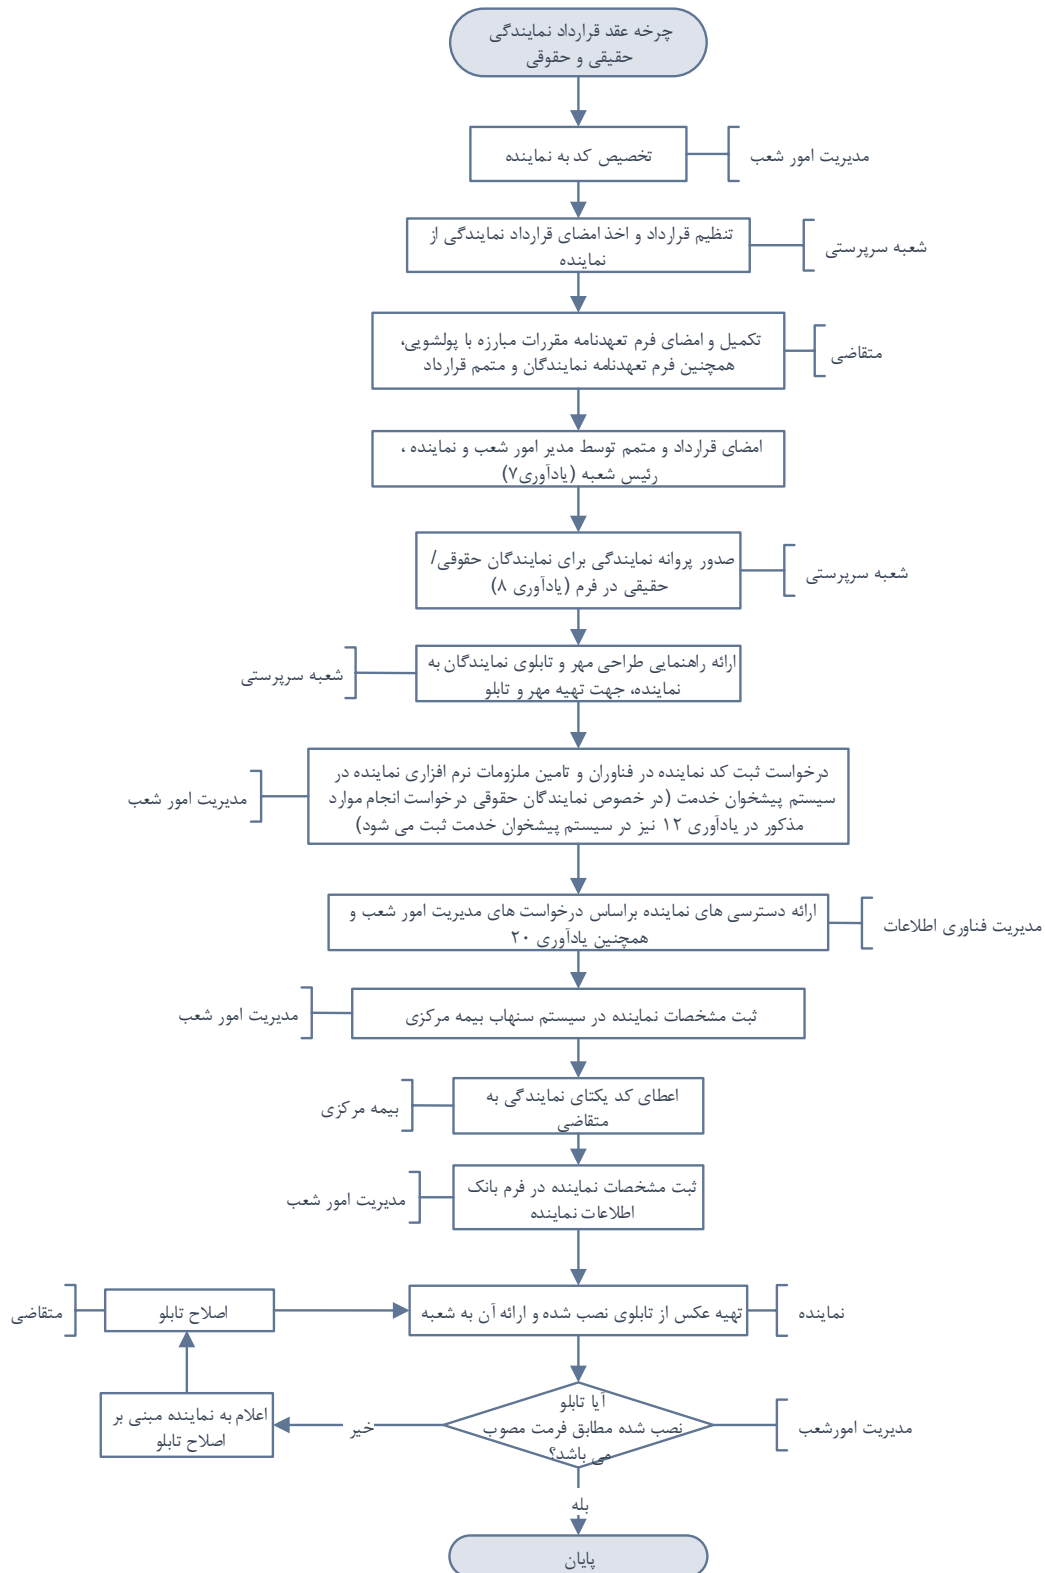 چرخه عقد قرارداد نمایندگی
حقیقی و حقوقی
تخصیص کد به نماینده
مدیریت امور شعب
تنظیم قرارداد و اخذ امضای قرارداد نمایندگی از
نماینده
شعبه سرپرستی
تکمیل و امضای فرم تعهدنامه مقررات مبارزه با پولشویی،
همچنین فرم تعهدنامه نمایندگان و متمم قرارداد
متقاضی
امضای قرارداد و متمم توسط مدیر امور شعب و نماینده ،
رئیس شعبه (یادآوری۷)
صدور پروانه نمایندگی برای نمایندگان حقوقی/
حقیقی در فرم (یادآوری ۸)
شعبه سرپرستی
ارائه راهنمایی طراحی مهر و تابلوی نمایندگان به
نماینده، جهت تهیه مهر و تابلو
شعبه سرپرستی
درخواست ثبت کد نماینده در فناوران و تامین ملزومات نرم افزاری نماینده در
سیستم پیشخوان خدمت (در خصوص نمایندگان حقوقی درخواست انجام موارد
مذکور در یادآوری ۱۲ نیز در سیستم پیشخوان خدمت ثبت می شود)
مدیریت امور شعب
ارائه دسترسی های نماینده براساس درخواست های مدیریت امور شعب و
همچنین یادآوری ۲۰
مدیریت فناوری اطلاعات
ثبت مشخصات نماینده در سیستم سنهاب بیمه مرکزی
مدیریت امور شعب
اعطای کد یکتای نمایندگی به
متقاضی
بیمه مرکزی
ثبت مشخصات نماینده در فرم بانک
اطلاعات نماینده
مدیریت امور شعب
تهیه عکس از تابلوی نصب شده و ارائه آن به شعبه
نماینده
اصلاح تابلو
متقاضی
آیا تابلو
نصب شده مطابق فرمت مصوب
می باشد؟
مدیریت امورشعب
خیر
اعلام به نماینده مبنی بر
اصلاح تابلو
بله
پایان